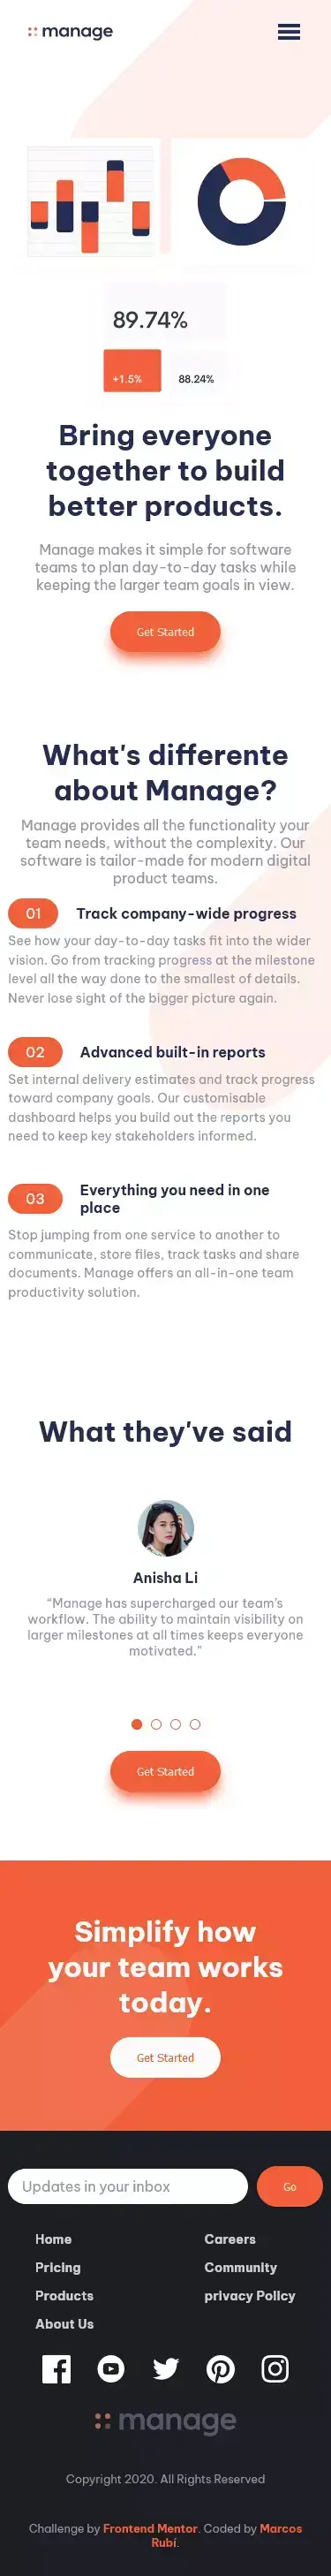 manage
89.74%
+1.5%
88.24%
Bring everyone
together to build
better products.
Manage makes it simple for software
teams to plan day-to-day tasks while
keeping the larger team goals in view.
Get Started
What's differente
about Manage?
Manage provides all the functionality your
team needs, without the complexity. Our
software is tailor-made for modern digital
product teams.
01 Track company-wide progress
See how your day-to-day tasks fit into the wider
vision. Go from tracking progress at the milestone
level all the way done to the smallest of details.
Never lose sight of the bigger picture again.
02 Advanced built-in reports
Set internal delivery estimates and track progress
toward company goals. Our customisable
dashboard helps you build out the reports you
need to keep key stakeholders informed.
03 Everything you need in one
place
Stop jumping from one service to another to
communicate, store files, track tasks and share
documents. Manage offers an all-in-one team
productivity solution.
What they've said
Anisha Li
“Manage has supercharged our team’s
workflow. The ability to maintain visibility on
larger milestones at all times keeps everyone
motivated.”
Get Started
Simplify how
your team works
today.
Get Started
Updates in your inbox
Go
Home
Pricing
Products
About Us
Careers
Community
privacy Policy
manage
Copyright 2020. All Rights Reserved
Challenge by Frontend Mentor. Coded by Marcos
Rubí.